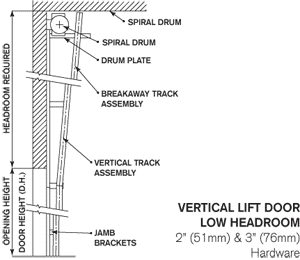 SPIRAL DRUM
SPIRAL DRUM
DRUM PLATE
BREAKAWAY TRACK
ASSEMBLY
VERTICAL TRACK
ASSEMBLY
JAMB
BRACKETS
HEADROOM REQUIRED
OPENING HEIGHT
DOOR HEIGHT (D.H.)
VERTICAL LIFT DOOR
LOW HEADROOM
2" (51mm) & 3" (76mm)
Hardware